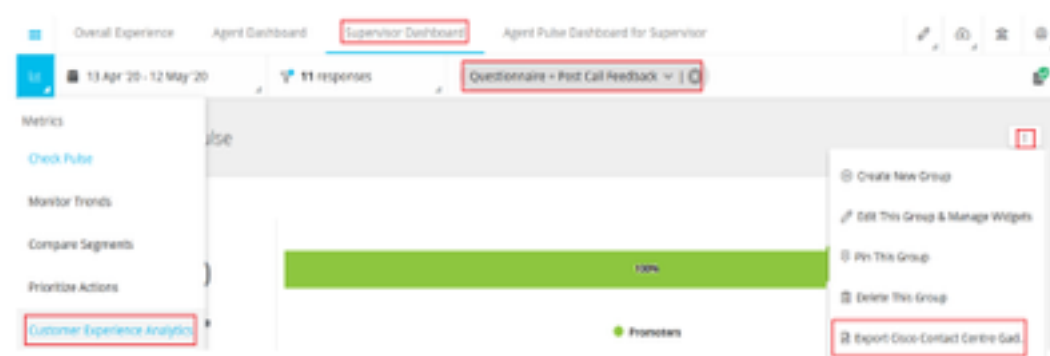 Overall Experience Agent Dashboard Supervisor Dashboard Agent Pulse Dashboard for Supervisor
13 Apr '20 - 12 May '20 11 responses Questionnaire = Post Call Feedback
Metrics
Check Pulse
Monitor Trends
Compare Segments
Prioritize Actions
Customer Experience Analytics
ulse
100%
Promoters
Create New Group
Edit This Group & Manage Widgets
Pin This Group
Delete This Group
Export Cisco Contact Centre Gad..